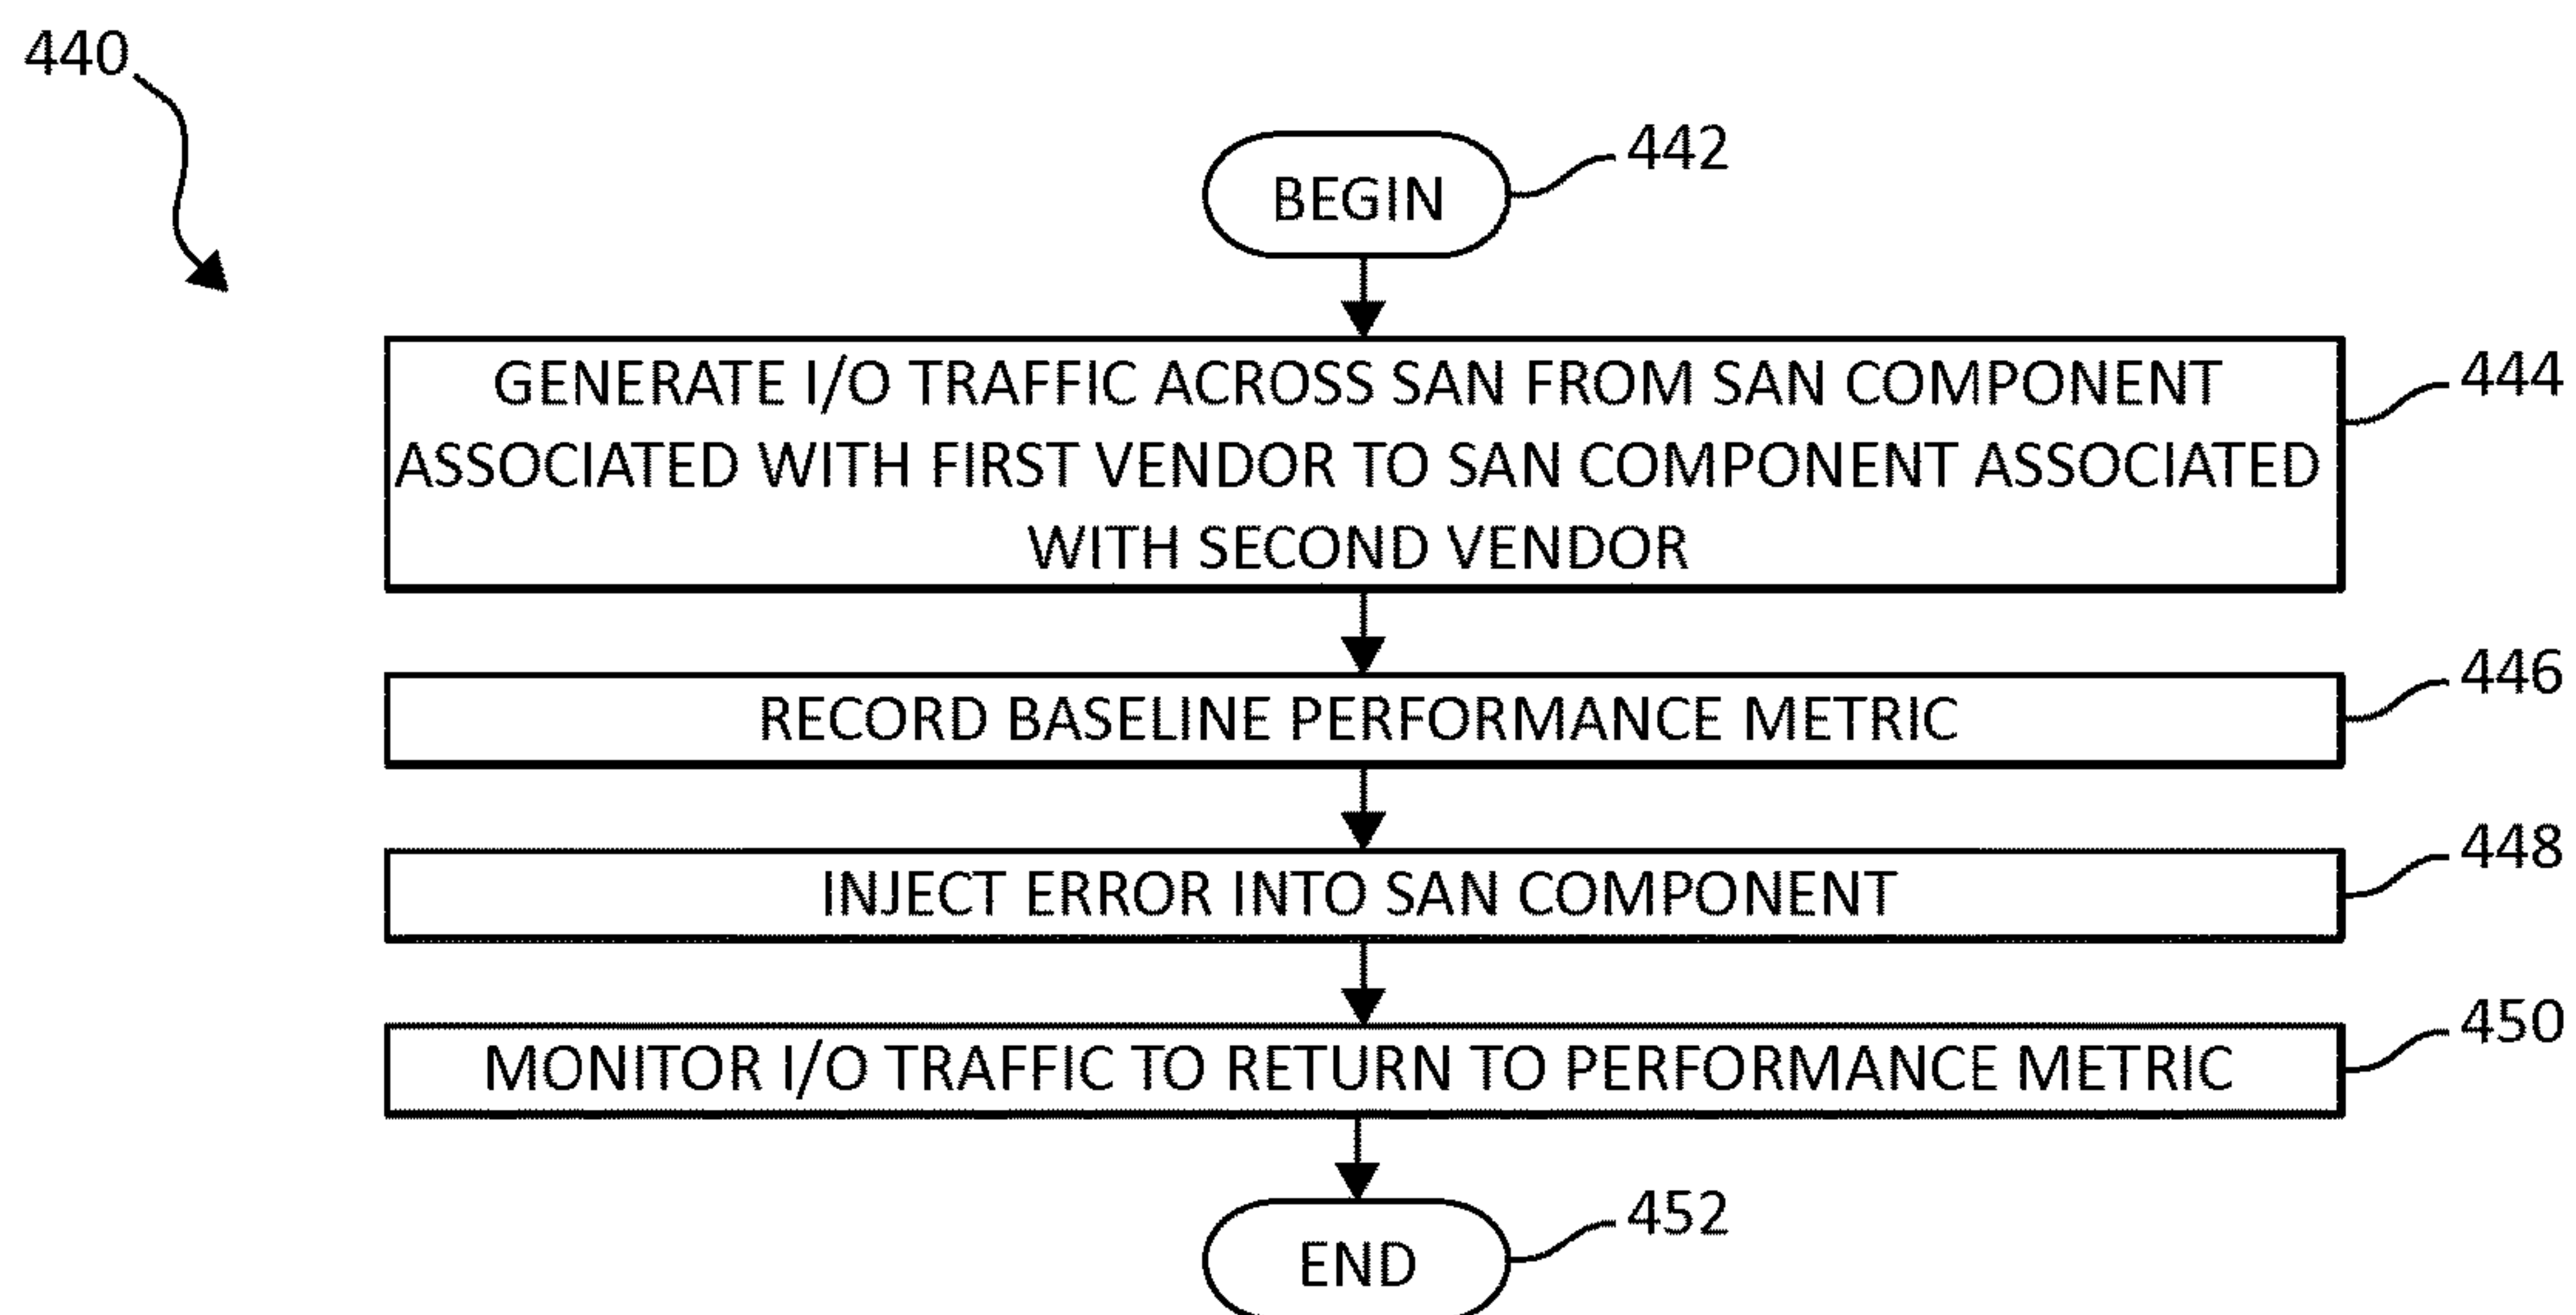 440
442
BEGIN
GENERATE I/O TRAFFIC ACROSS SAN FROM SAN COMPONENT
ASSOCIATED WITH FIRST VENDOR TO SAN COMPONENT ASSOCIATED
WITH SECOND VENDOR
444
RECORD BASELINE PERFORMANCE METRIC
446
INJECT ERROR INTO SAN COMPONENT
448
MONITOR I/O TRAFFIC TO RETURN TO PERFORMANCE METRIC
450
END
452